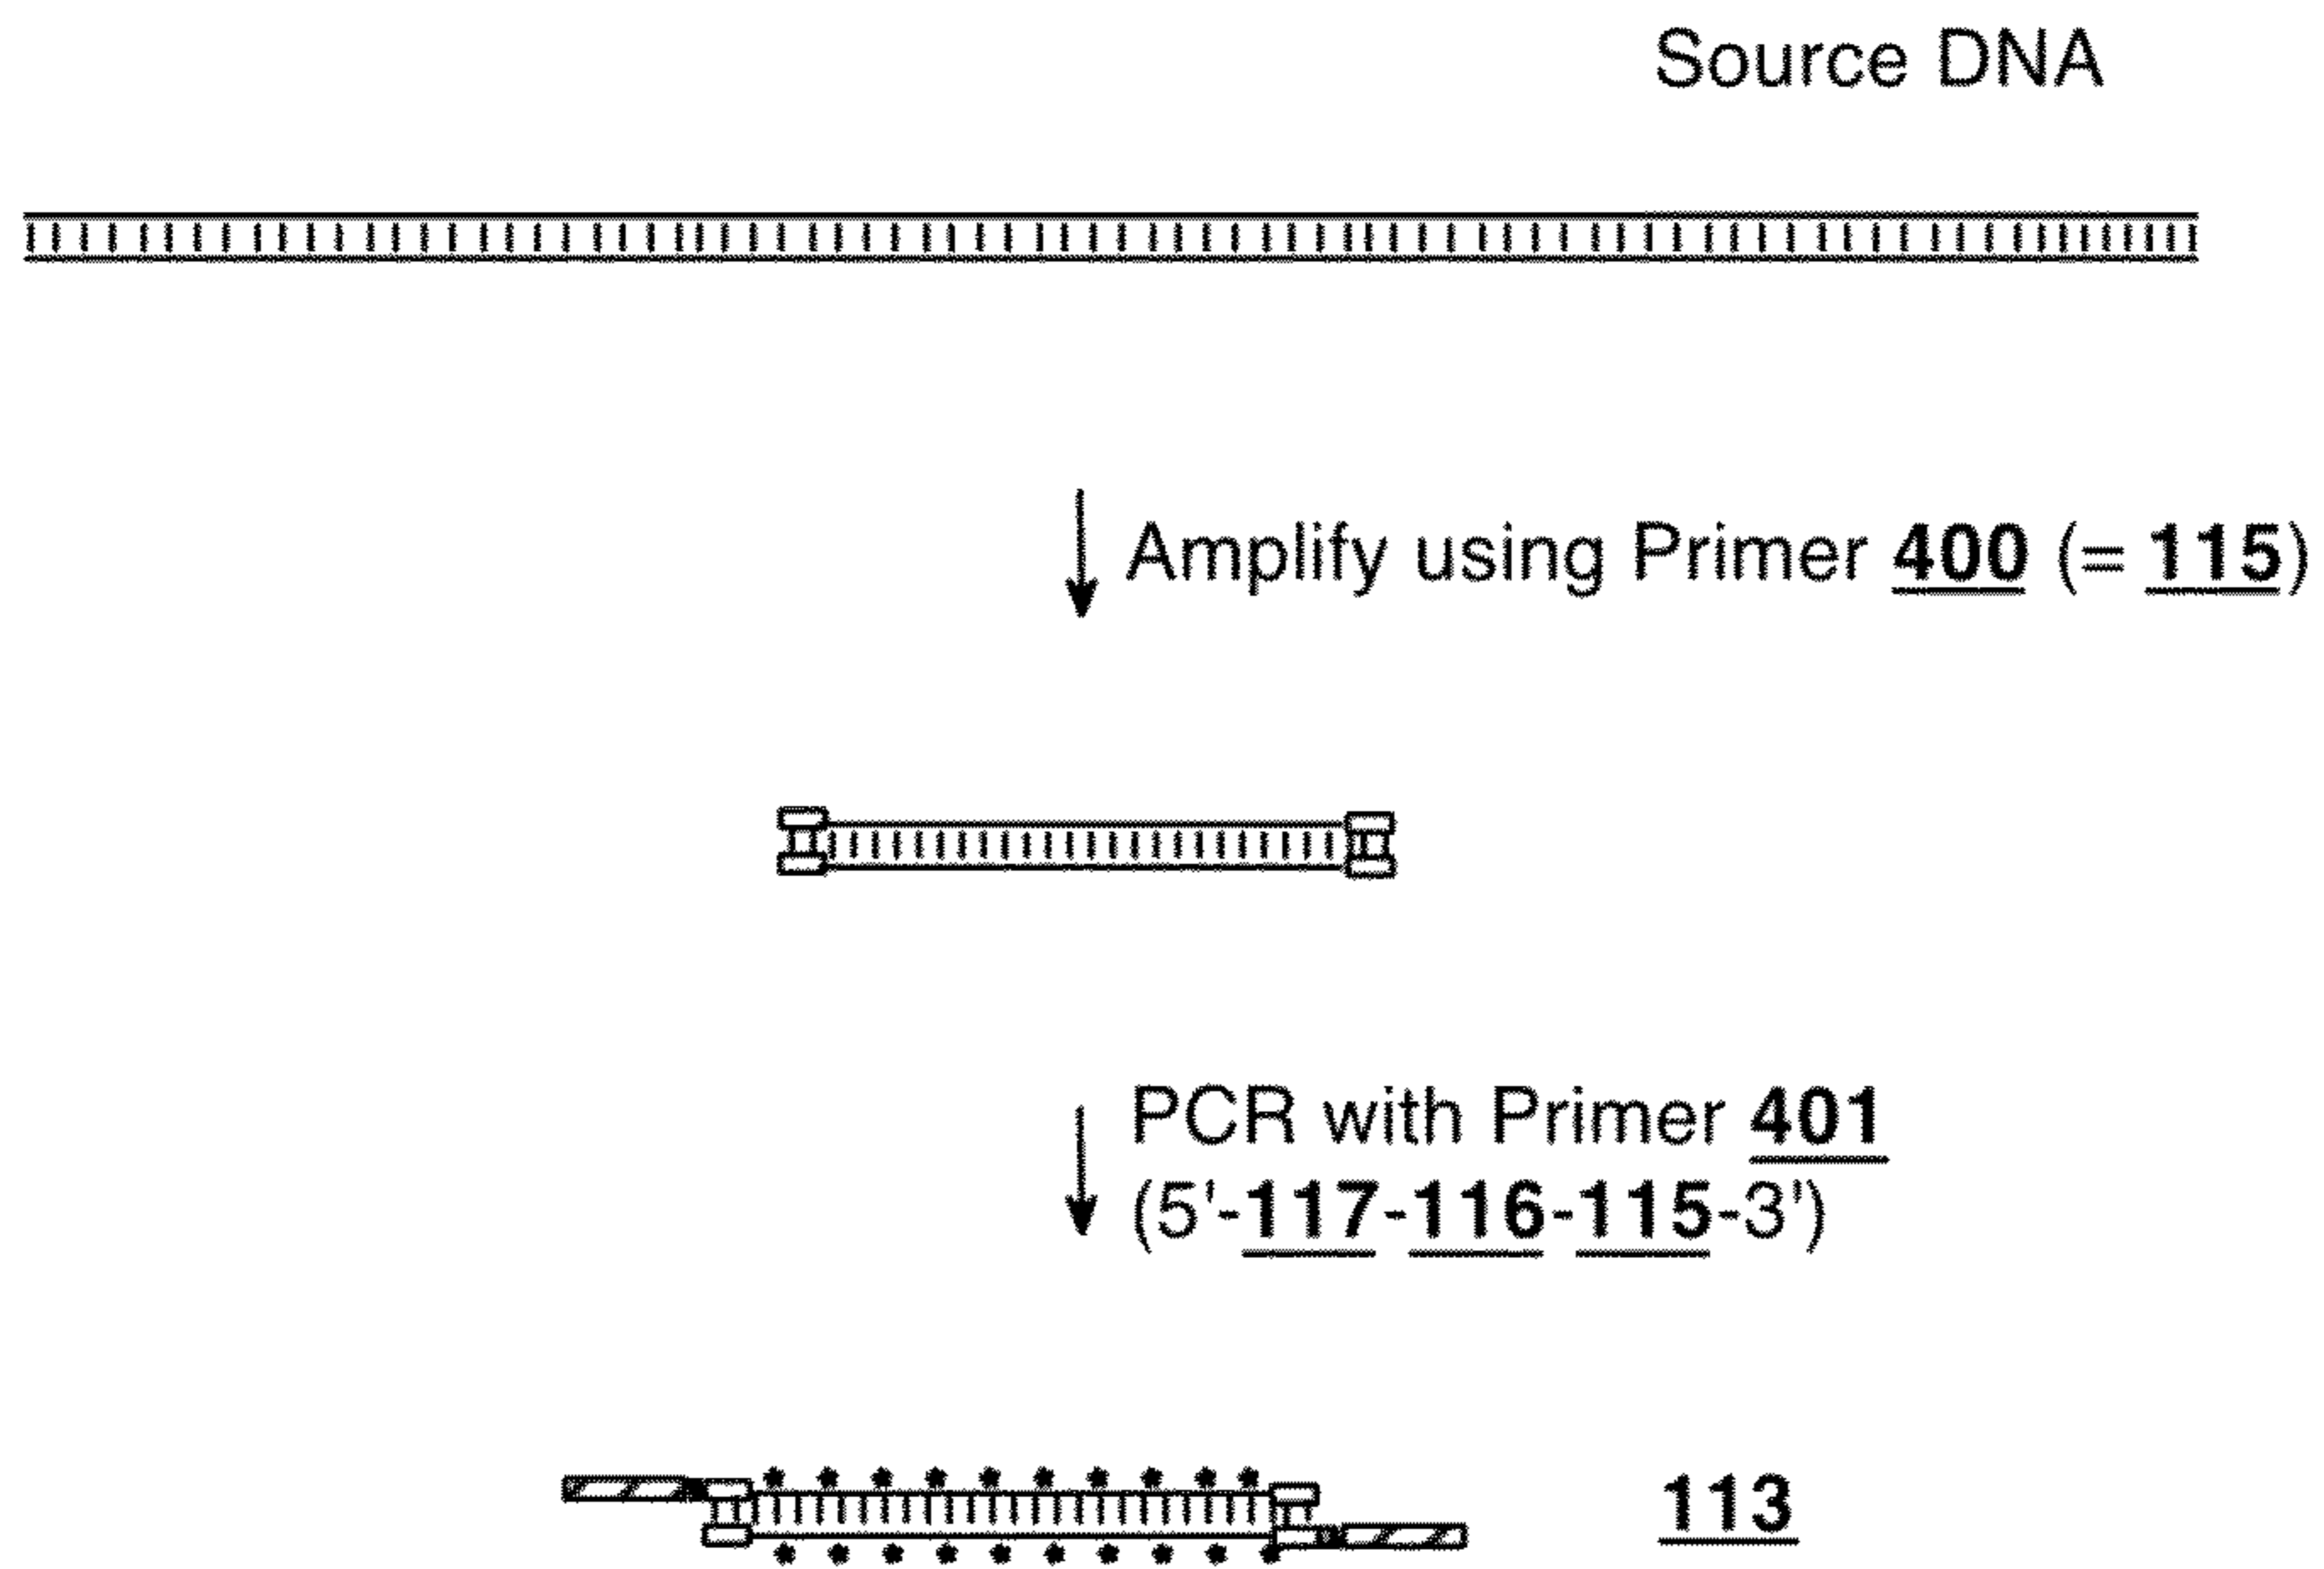 Source DNA
Amplify using Primer 400 (= 115)
PCR with Primer 401
(5'-117-116-115-3')
113